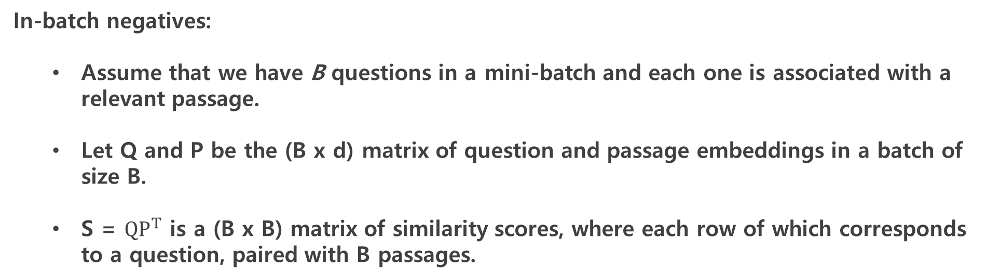 In-batch negatives:
• Assume that we have B questions in a mini-batch and each one is associated with a
relevant passage.
• Let Q and P be the (B x d) matrix of question and passage embeddings in a batch of
size B.
• S = QPᵀ is a (B x B) matrix of similarity scores, where each row of which corresponds
to a question, paired with B passages.